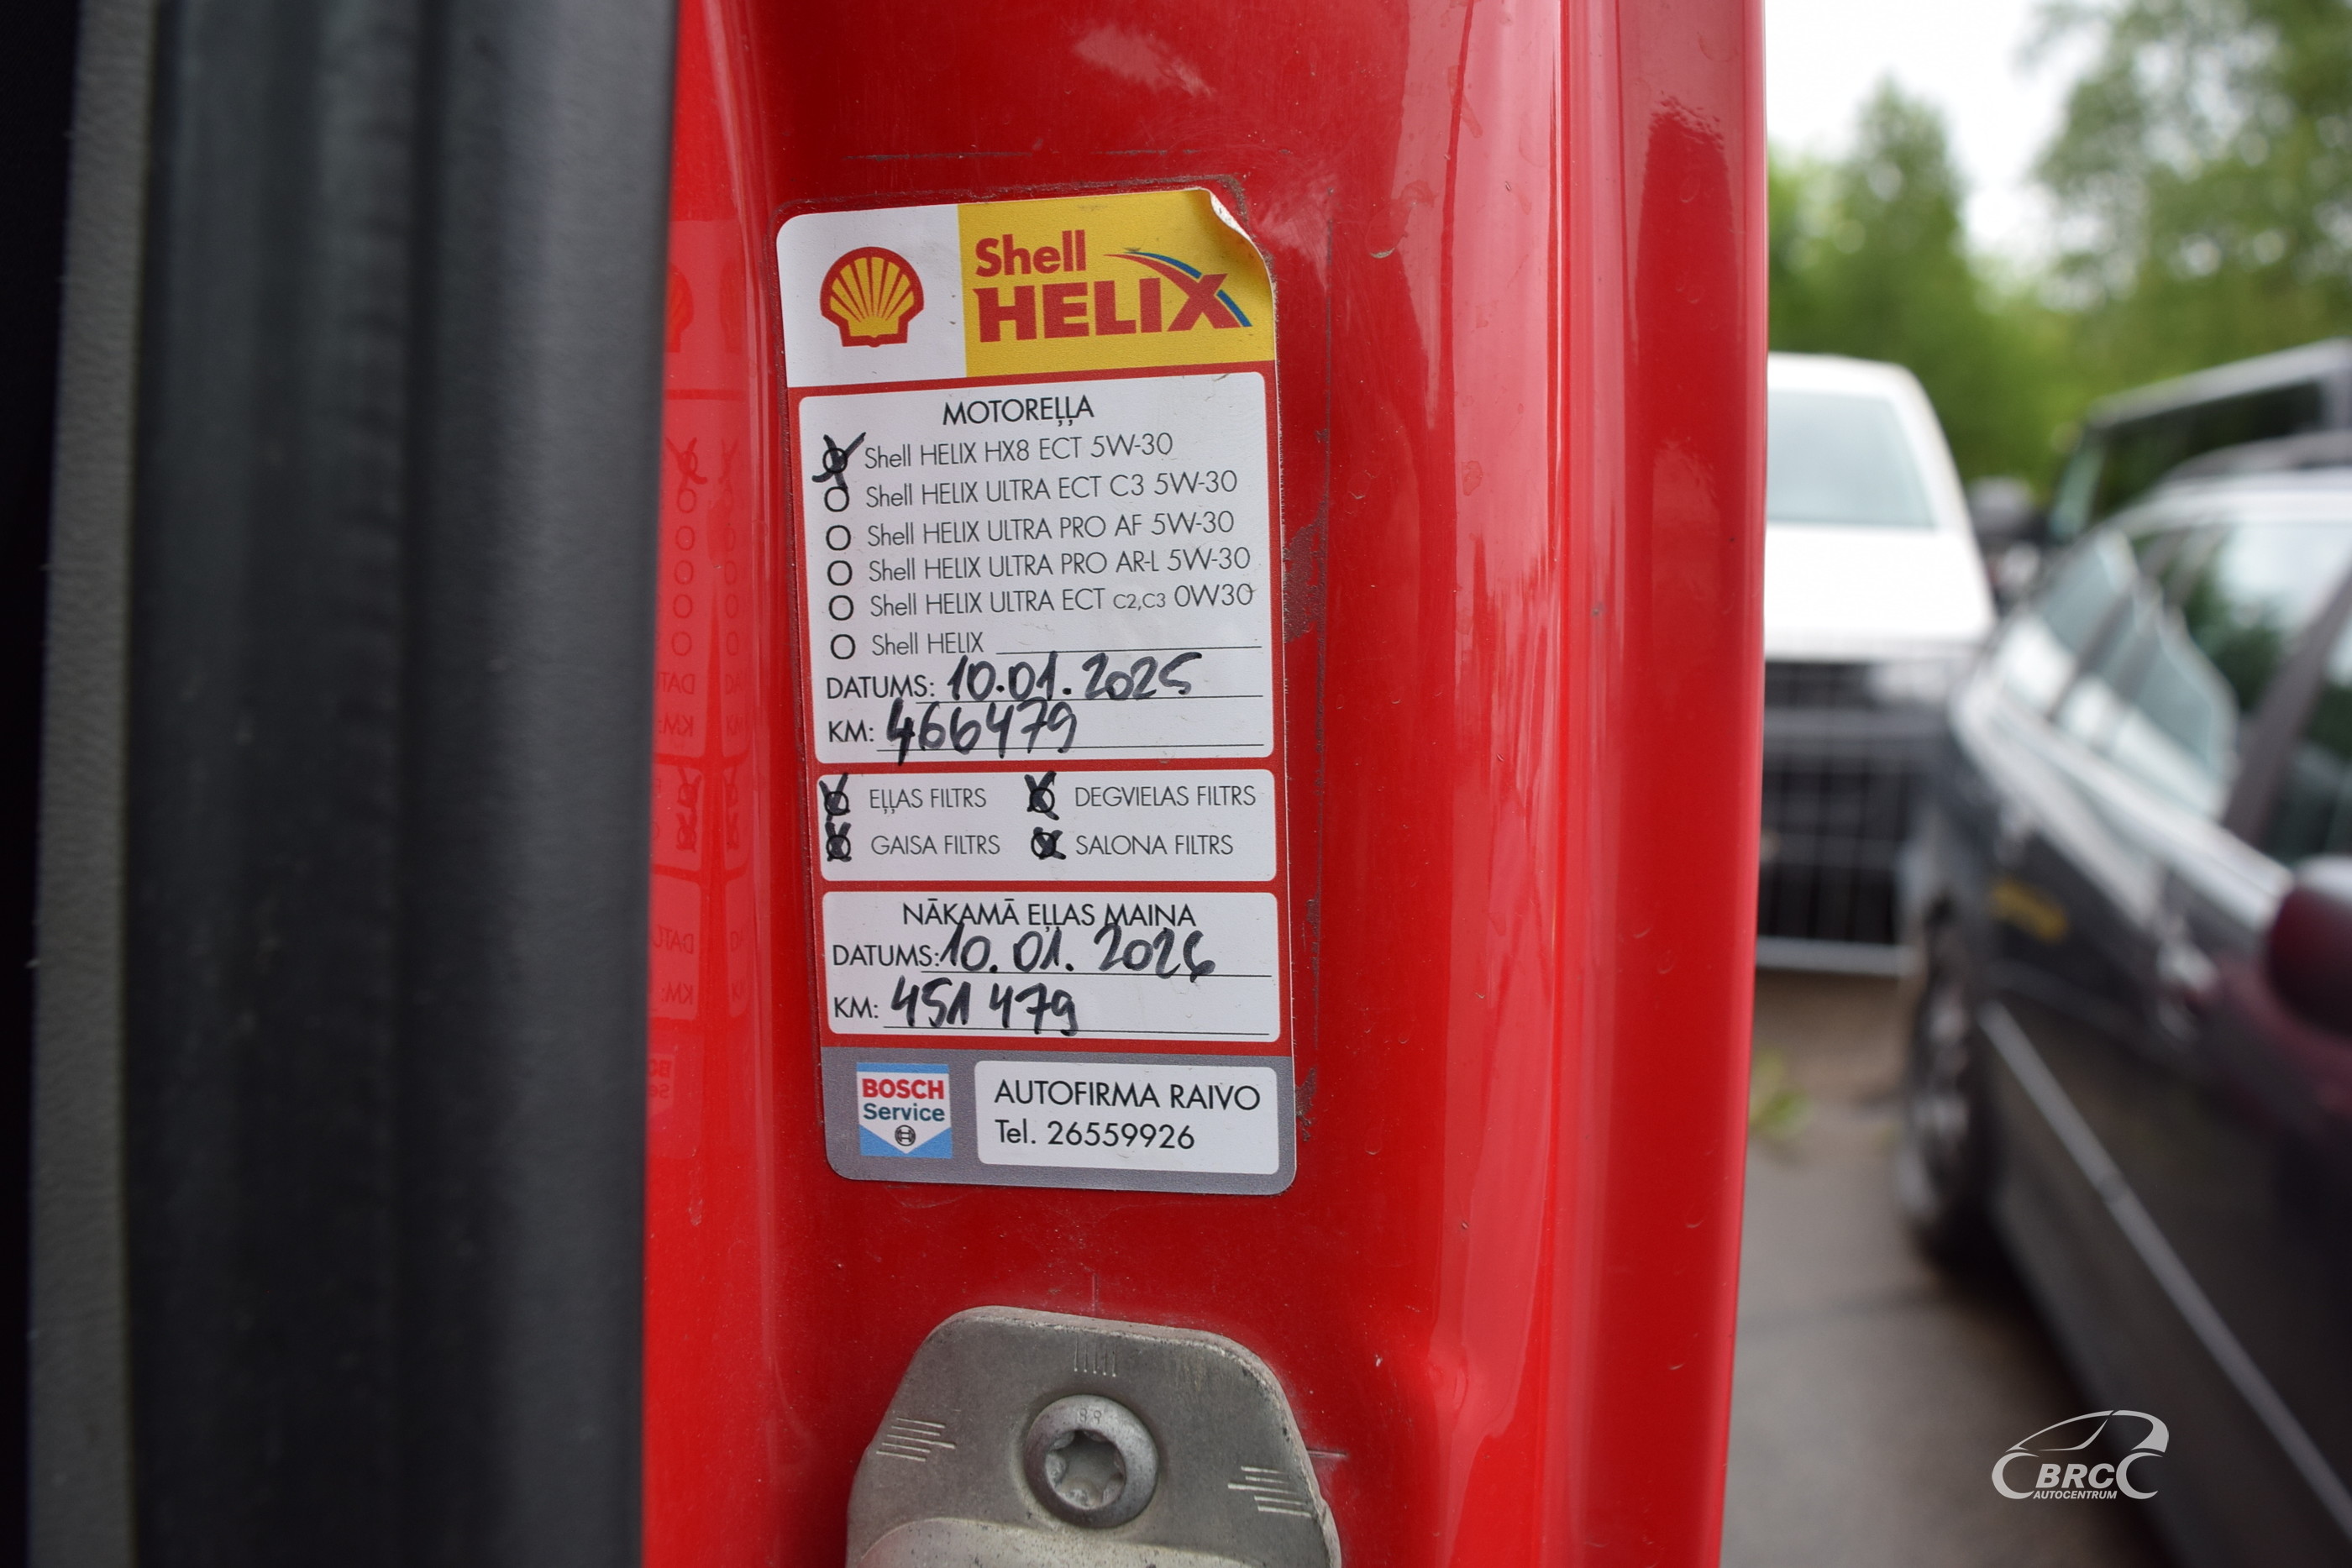 Shell
HELIX
MOTOREĻĻA
Shell HELIX HX8 ECT 5W-30
Shell HELIX ULTRA ECT C3 5W-30
Shell HELIX ULTRA PRO AF 5W-30
Shell HELIX ULTRA PRO AR-L 5W-30
Shell HELIX ULTRA ECT C2,C3 0W30
Shell HELIX
DATUMS: 10.01.2025
KM: 466479
EĻĻAS FILTRS DEGVIELAS FILTRS
GAISA FILTRS SALONA FILTRS
NĀKAMĀ EĻĻAS MAIŅA
DATUMS: 10.01.2026
KM: 451 479
BOSCH
Service
AUTOFIRMA RAIVO
Tel. 26559926
BRC
AUTOCENTRUM